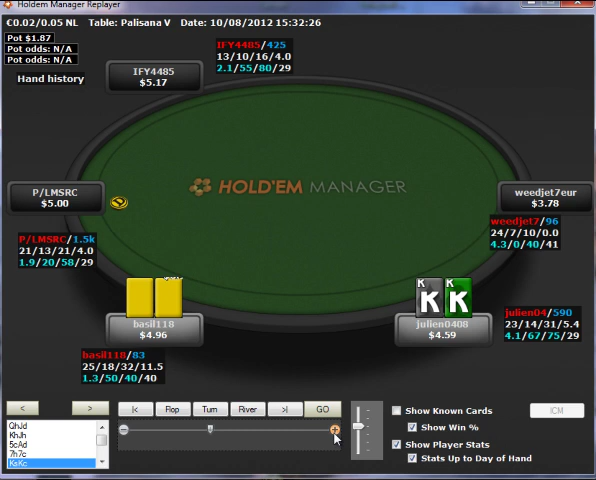 Holdem Manager Replayer
€0.02/0.05 NL Table: Palisana V Date: 10/08/2012 15:32:26
Pot $1.87
Pot odds: N/A
Pot odds: N/A
Hand history
IFY4485/425
13/10/16/4.0
2.1/55/80/29
IFY4485
$5.17
HOLD'EM MANAGER
P/LMSRC
$5.00
weedjet7eur
$3.78
P/LMSRC/1.5k
21/13/21/4.0
1.9/20/58/29
weedjet7/96
24/7/10/0.0
4.3/0/40/41
K K
K K
basil118
$4.96
julien0408
$4.59
julien04/590
23/14/31/5.4
4.1/67/75/29
basil118/83
25/18/32/11.5
1.3/50/40/40
< >
|< Flop Turn River >| GO
QhJd
KhJh
5cAd
7h7c
KsKc
Show Known Cards
Show Win %
Show Player Stats
Stats Up to Day of Hand
ICM